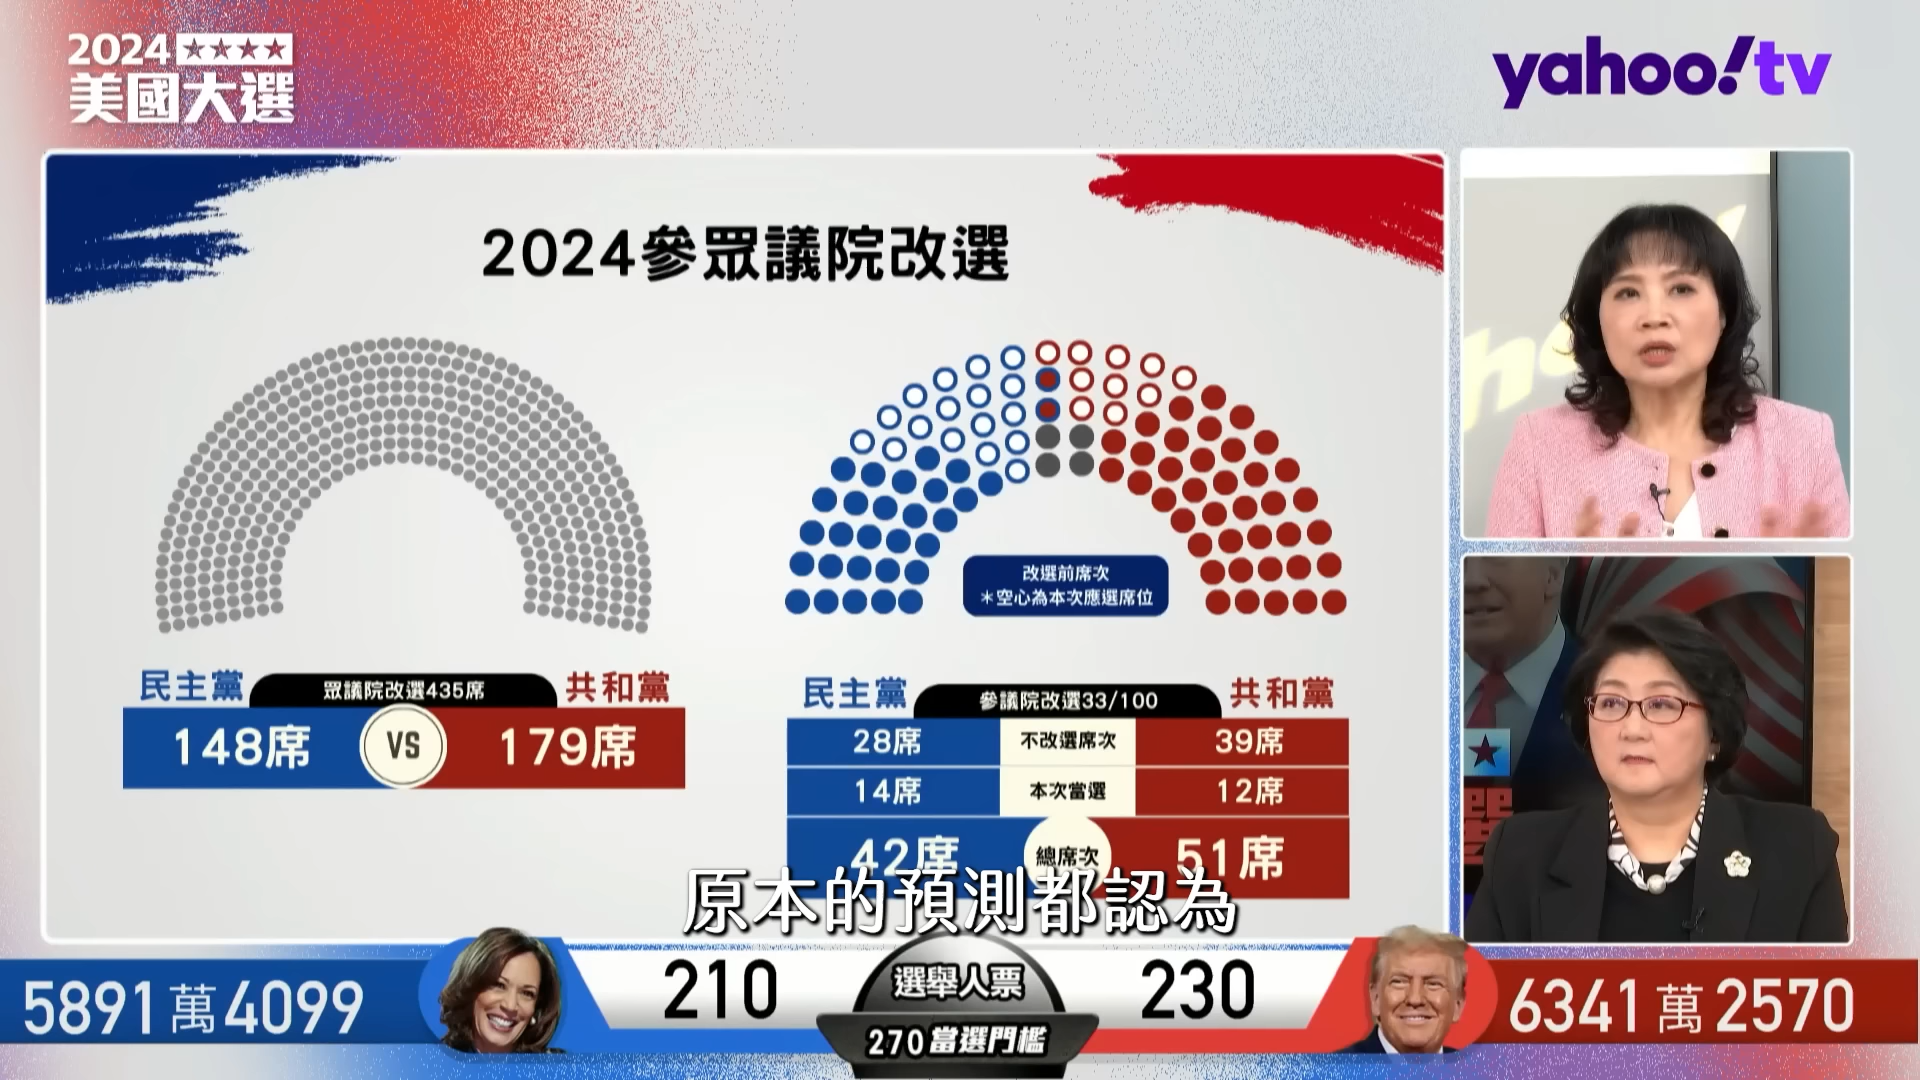 2024
美國大選
yahoo!tv
2024參眾議院改選
改選前席次
*空心為本次應選席位
民主黨 眾議院改選435席 共和黨
148席 VS 179席
民主黨 參議院改選33/100 共和黨
28席 不改選席次 39席
14席 本次當選 12席
42席 總席次 51席
原本的預測都認為
5891萬4099 210 選舉人票 230 6341萬2570
270當選門檻